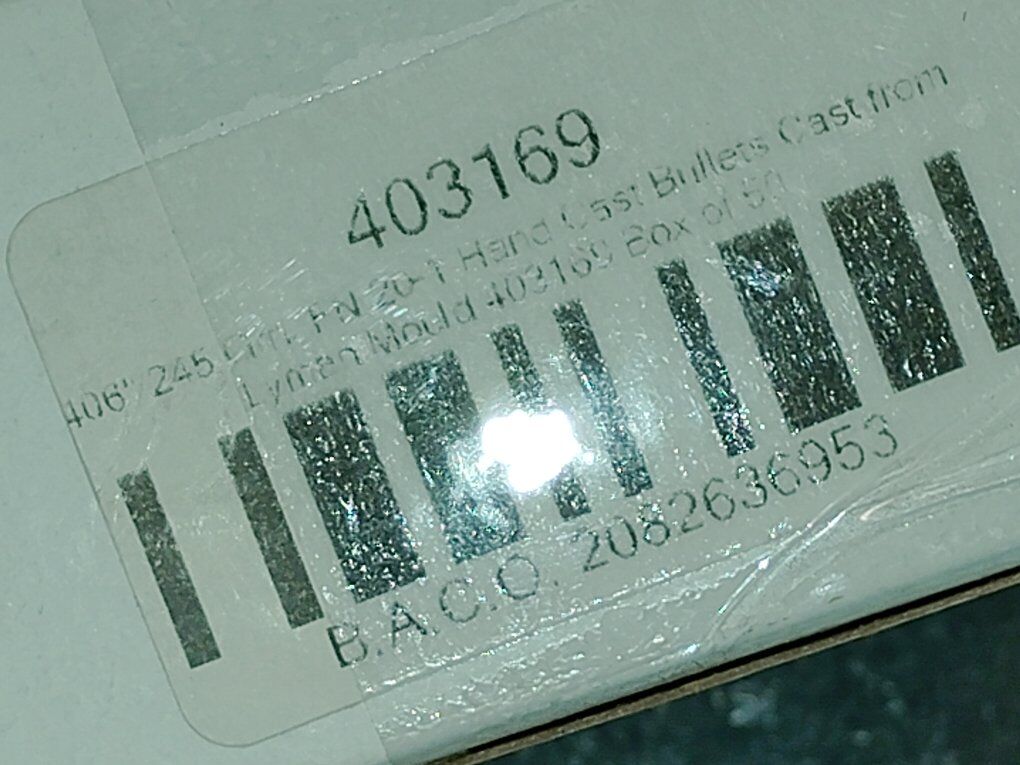 403169
.406" 245 Grn. FN 20-1 Hand Cast Bullets Cast from
Lyman Mould 403169 Box of 50
B.A.C.O. 2082636953